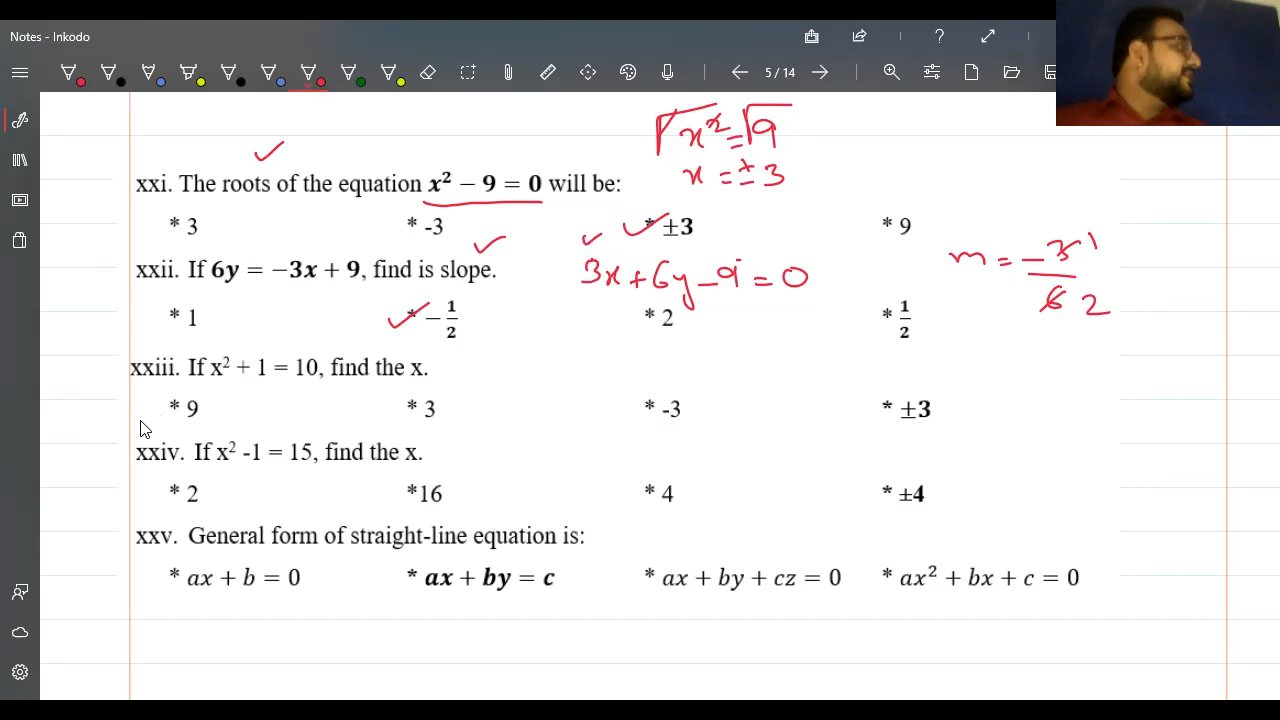 Notes - Inkodo
5 / 14
√x² = √9
x = ±3
xxi. The roots of the equation x² − 9 = 0 will be:
* 3 * -3 * ±3 * 9
xxii. If 6y = −3x + 9, find is slope.
3x + 6y − 9 = 0
m = −3 1
6 2
* 1 * −1/2 * 2 * 1/2
xxiii. If x² + 1 = 10, find the x.
* 9 * 3 * -3 * ±3
xxiv. If x² -1 = 15, find the x.
* 2 *16 * 4 * ±4
xxv. General form of straight-line equation is:
* ax + b = 0 * ax + by = c * ax + by + cz = 0 * ax² + bx + c = 0